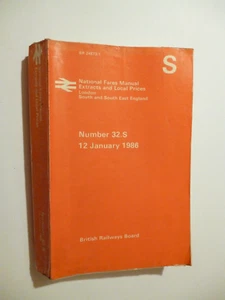 S
National Fares Manual
Extracts and Local Prices
London
South and South East England
Number 32.S
12 January 1986
British Railways Board